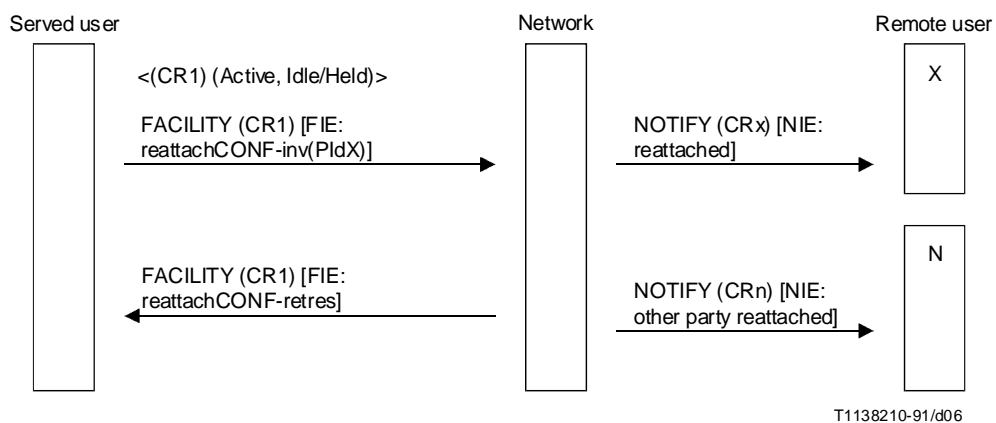 Served user
Network
Remote user
<(CR1) (Active, Idle/Held)>
X
FACILITY (CR1) [FIE:
reattachCONF-inv(PIdX)]
NOTIFY (CRx) [NIE:
reattached]
N
FACILITY (CR1) [FIE:
reattachCONF-retres]
NOTIFY (CRn) [NIE:
other party reattached]
T1138210-91/d06